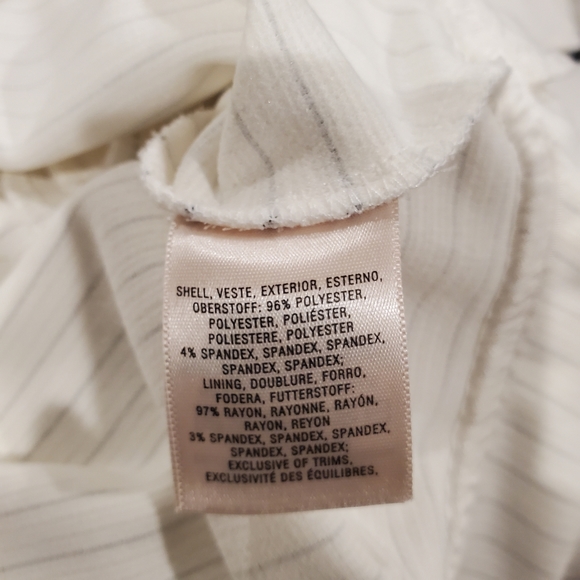 SHELL, VESTE, EXTERIOR, ESTERNO,
OBERSTOFF: 96% POLYESTER,
POLYESTER, POLIÉSTER,
POLIESTERE, POLYESTER
4% SPANDEX, SPANDEX, SPANDEX,
SPANDEX, SPANDEX;
LINING, DOUBLURE, FORRO,
FODERA, FUTTERSTOFF:
97% RAYON, RAYONNE, RAYÓN,
RAYON, REYON
3% SPANDEX, SPANDEX, SPANDEX,
SPANDEX, SPANDEX;
EXCLUSIVE OF TRIMS,
EXCLUSIVITÉ DES ÉQUILIBRES,